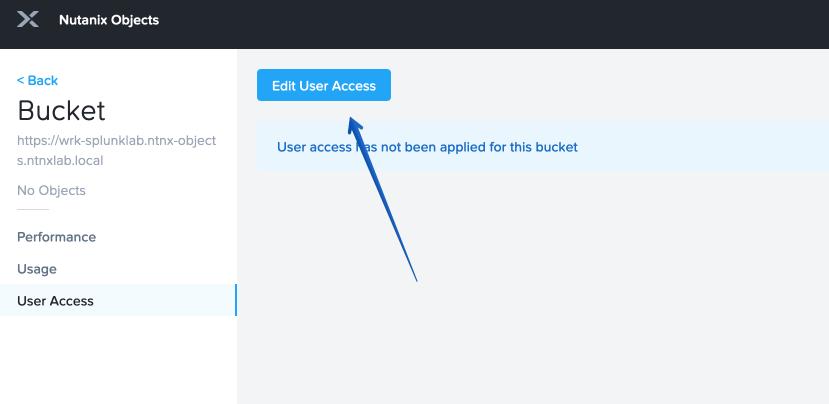 Nutanix Objects
< Back
Bucket
https://wrk-splunklab.ntnx-object
s.ntnxlab.local
No Objects
Performance
Usage
User Access
Edit User Access
User access has not been applied for this bucket